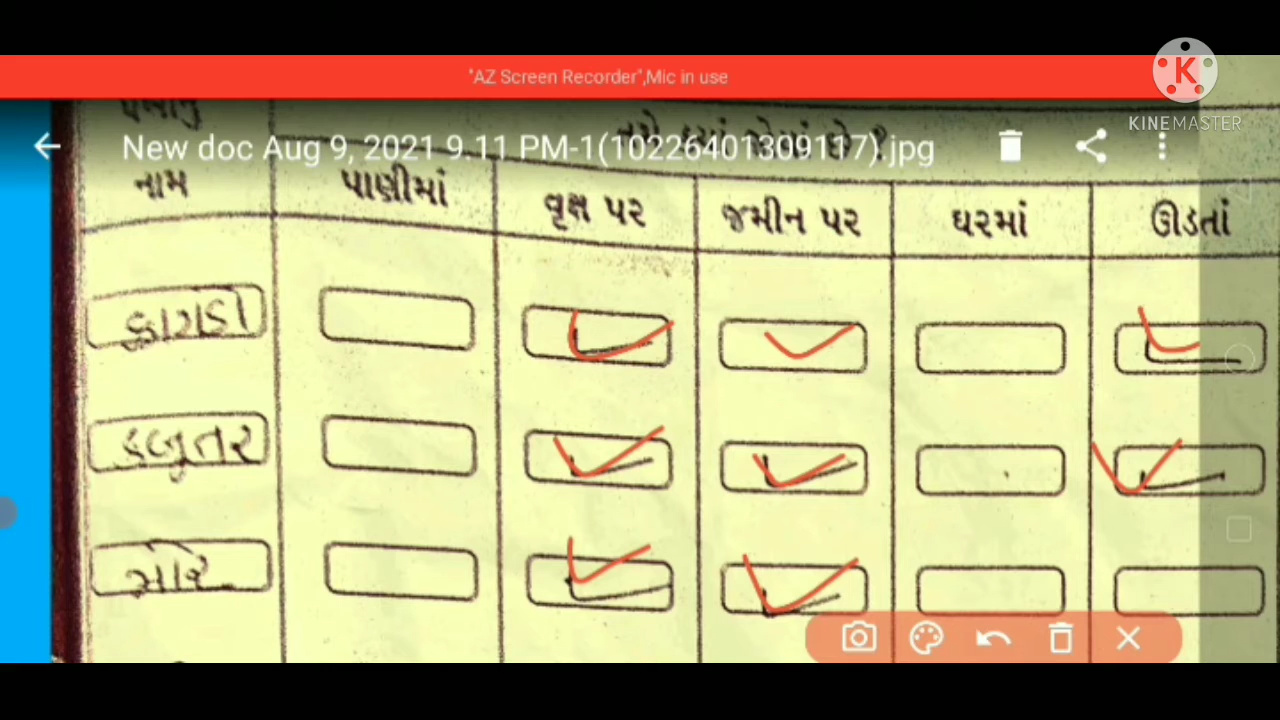 "AZ Screen Recorder",Mic in use
KINEMASTER
New doc Aug 9, 2021 9.11 PM-1(10226401309117).jpg
નામ પાણીમાં વૃક્ષ પર જમીન પર ઘરમાં ઊડતાં
કાગડો
કબુતર
મોર